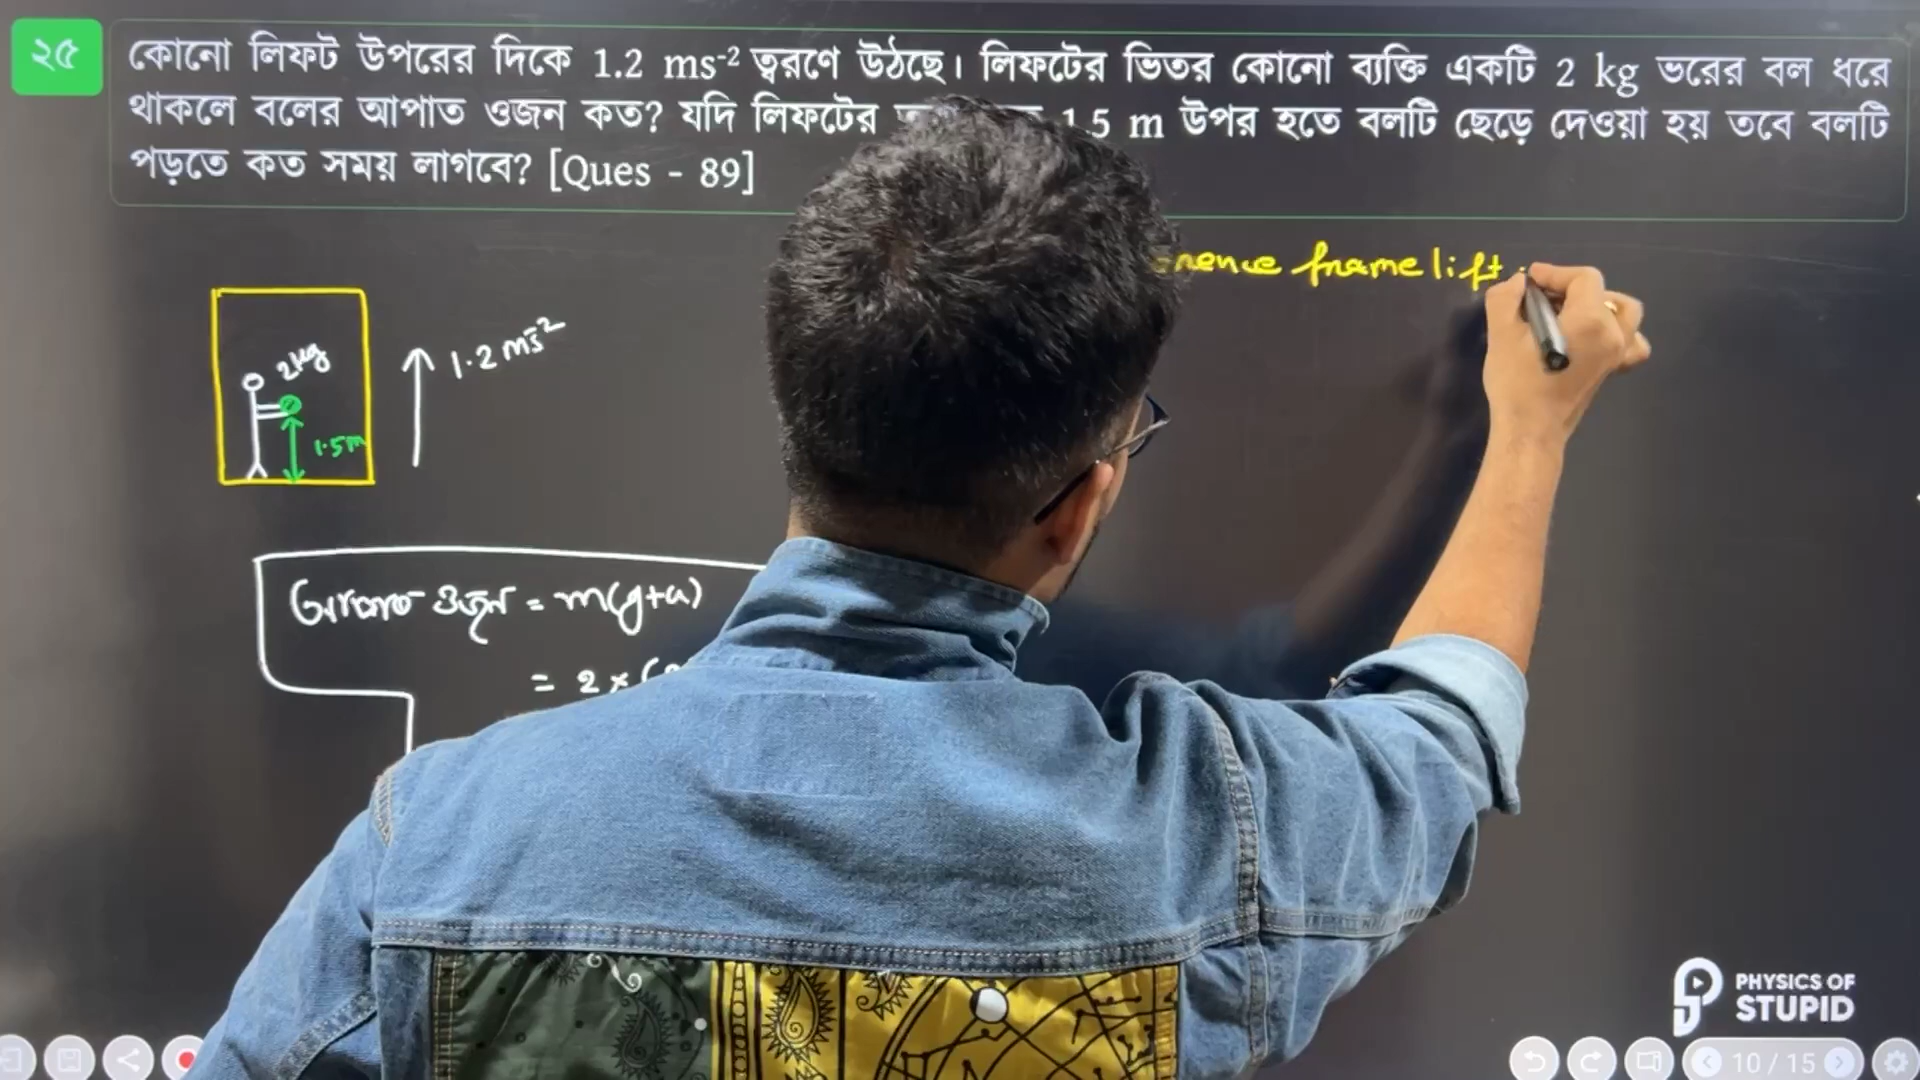 ২৫
কোনো লিফট উপরের দিকে 1.2 ms-2 ত্বরণে উঠছে। লিফটের ভিতর কোনো ব্যক্তি একটি 2 kg ভরের বল ধরে
থাকলে বলের আপাত ওজন কত? যদি লিফটের 1.5 m উপর হতে বলটি ছেড়ে দেওয়া হয় তবে বলটি
পড়তে কত সময় লাগবে? [Ques - 89]
frame lift
2kg
1.2 ms-2
1.5m
ওজন = m(g+a)
= 2 × (
PHYSICS OF
STUPID
10 / 15